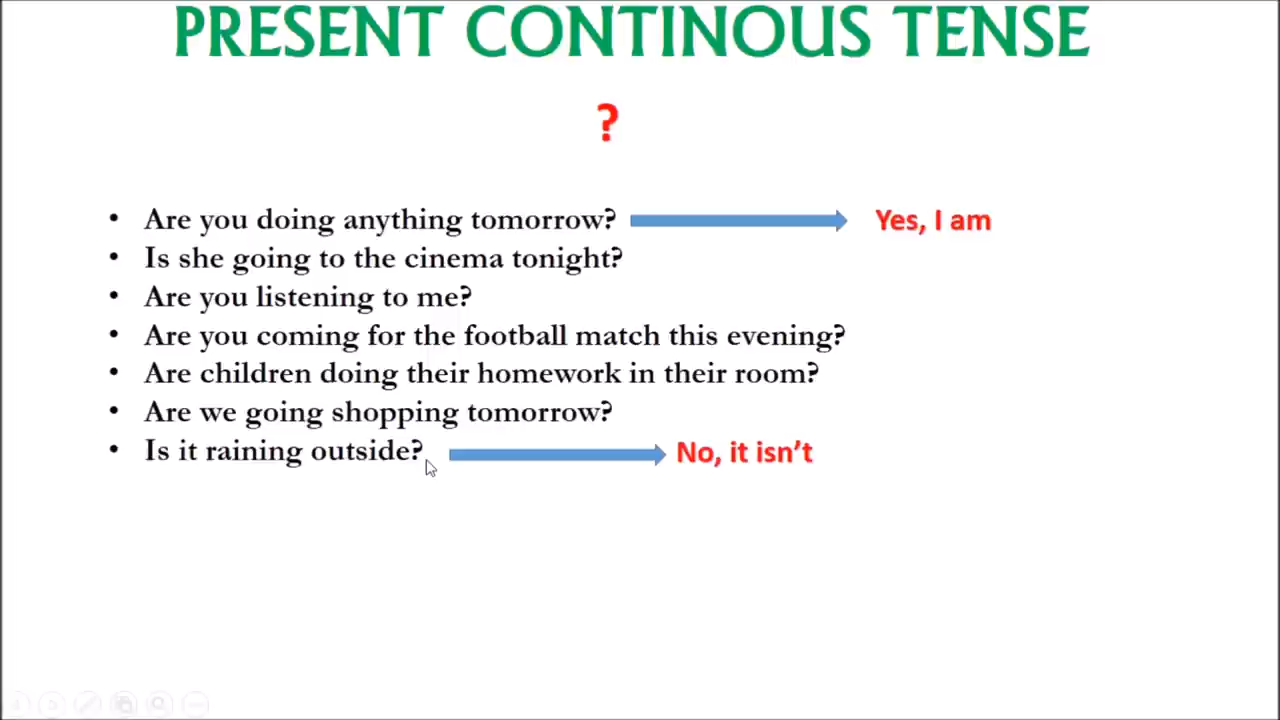 PRESENT CONTINOUS TENSE
?
• Are you doing anything tomorrow? Yes, I am
• Is she going to the cinema tonight?
• Are you listening to me?
• Are you coming for the football match this evening?
• Are children doing their homework in their room?
• Are we going shopping tomorrow?
• Is it raining outside? No, it isn’t